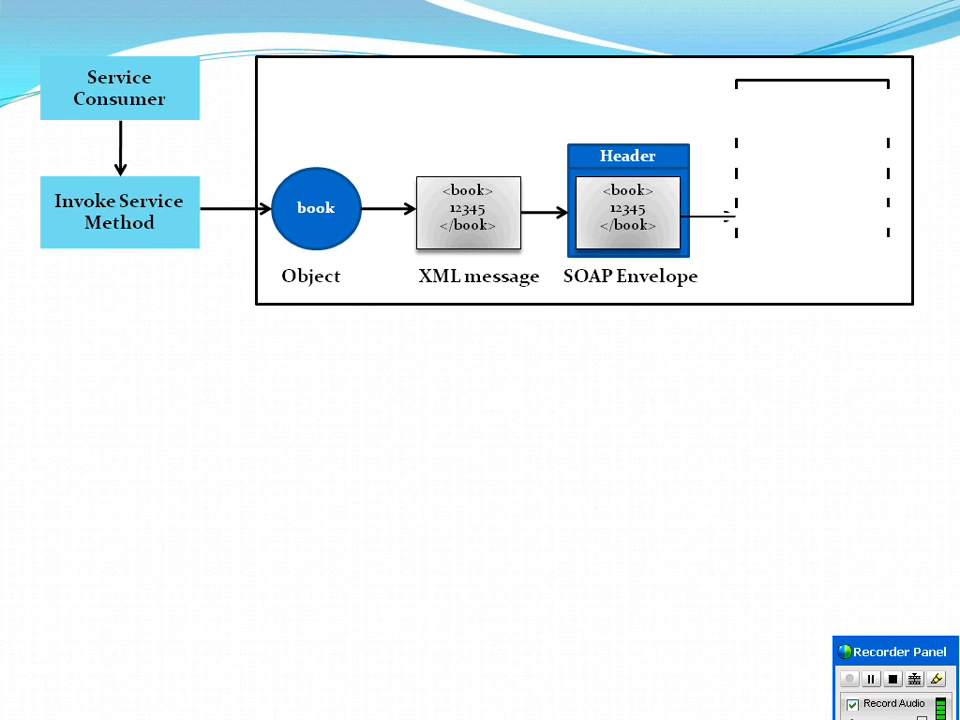 Service
Consumer
Invoke Service
Method
book
<book>
12345
</book>
Header
<book>
12345
</book>
Object
XML message
SOAP Envelope
Recorder Panel
Record Audio